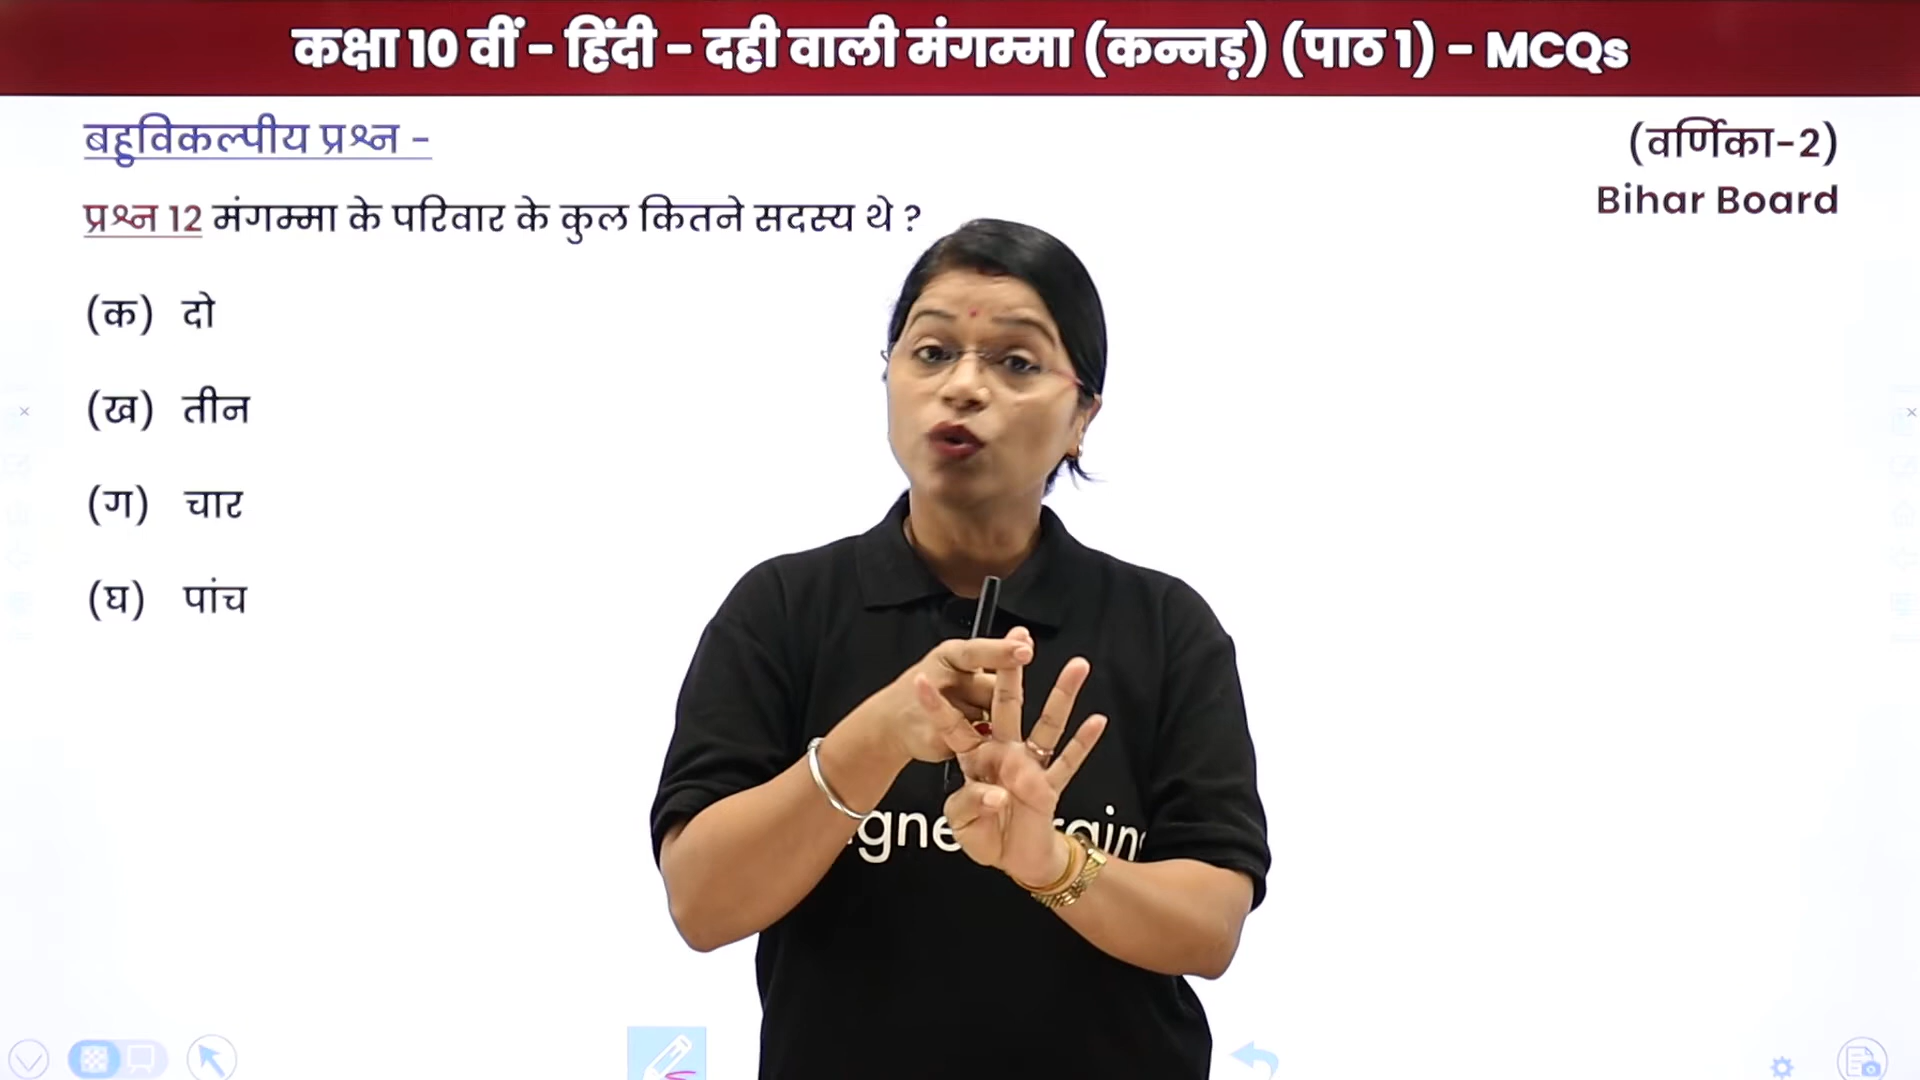 कक्षा 10 वीं - हिंदी - दही वाली मंगम्मा (कन्नड़) (पाठ 1) - MCQs
बहुविकल्पीय प्रश्न -
(वर्णिका-2)
Bihar Board
प्रश्न 12 मंगम्मा के परिवार के कुल कितने सदस्य थे ?
(क) दो
(ख) तीन
(ग) चार
(घ) पांच